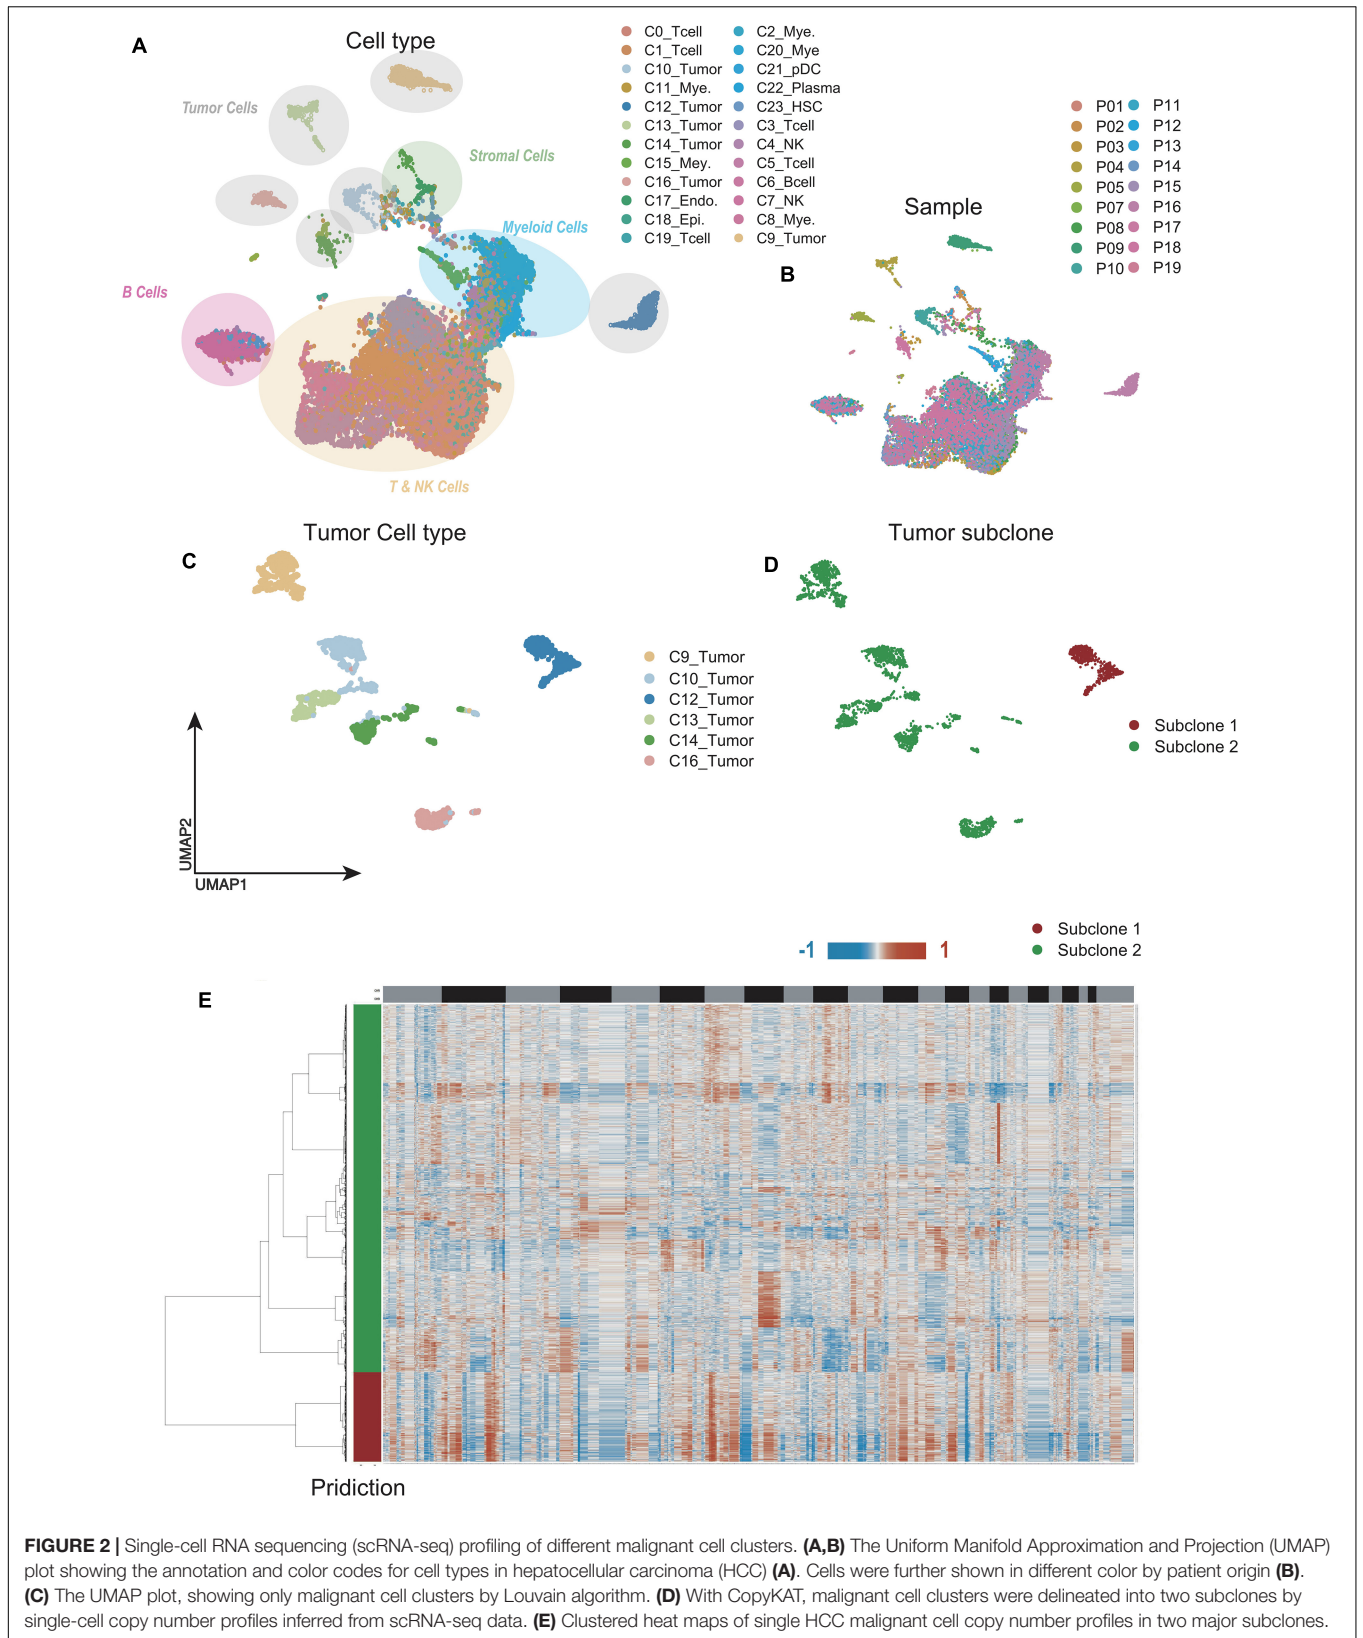 A
Cell type
C0_Tcell
C1_Tcell
C10_Tumor
C11_Mye.
C12_Tumor
C13_Tumor
C14_Tumor
C15_Mey.
C16_Tumor
C17_Endo.
C18_Epi.
C19_Tcell
C2_Mye.
C20_Mye
C21_pDC
C22_Plasma
C23_HSC
C3_Tcell
C4_NK
C5_Tcell
C6_Bcell
C7_NK
C8_Mye.
C9_Tumor
Tumor Cells
Stromal Cells
Myeloid Cells
B Cells
T & NK Cells
B
Sample
P01
P02
P03
P04
P05
P07
P08
P09
P10
P11
P12
P13
P14
P15
P16
P17
P18
P19
C
Tumor Cell type
C9_Tumor
C10_Tumor
C12_Tumor
C13_Tumor
C14_Tumor
C16_Tumor
UMAP2
UMAP1
D
Tumor subclone
Subclone 1
Subclone 2
-1
1
Subclone 1
Subclone 2
E
Pridiction
FIGURE 2 | Single-cell RNA sequencing (scRNA-seq) profiling of different malignant cell clusters. (A,B) The Uniform Manifold Approximation and Projection (UMAP)
plot showing the annotation and color codes for cell types in hepatocellular carcinoma (HCC) (A). Cells were further shown in different color by patient origin (B).
(C) The UMAP plot, showing only malignant cell clusters by Louvain algorithm. (D) With CopyKAT, malignant cell clusters were delineated into two subclones by
single-cell copy number profiles inferred from scRNA-seq data. (E) Clustered heat maps of single HCC malignant cell copy number profiles in two major subclones.